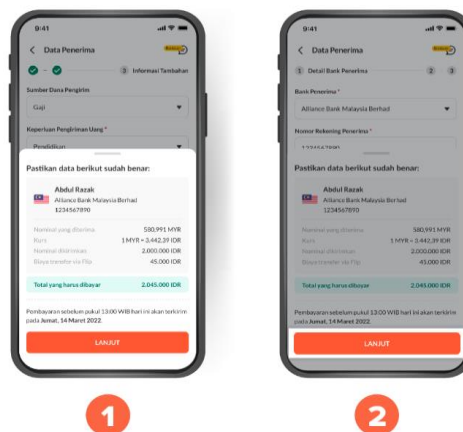 9:41
Data Penerima
3 Informasi Tambahan
Sumber Dana Pengirim
Gaji
Keperluan Pengiriman Uang *
Pendidikan
Pastikan data berikut sudah benar:
Abdul Razak
Alliance Bank Malaysia Berhad
1234567890
Nominal yang diterima 580,991 MYR
Kurs 1 MYR = 3.442,39 IDR
Nominal dikirimkan 2.000.000 IDR
Biaya transfer via Flip 45.000 IDR
Total yang harus dibayar 2.045.000 IDR
Pembayaran sebelum pukul 13:00 WIB hari ini akan terkirim
pada Jumat, 14 Maret 2022.
LANJUT
1
9:41
Data Penerima
1 Detail Bank Penerima 2 3
Bank Penerima *
Alliance Bank Malaysia Berhad
Nomor Rekening Penerima *
1234567890
Pastikan data berikut sudah benar:
Abdul Razak
Alliance Bank Malaysia Berhad
1234567890
Nominal yang diterima 580,991 MYR
Kurs 1 MYR = 3.442,39 IDR
Nominal dikirimkan 2.000.000 IDR
Biaya transfer via Flip 45.000 IDR
Total yang harus dibayar 2.045.000 IDR
Pembayaran sebelum pukul 13:00 WIB hari ini akan terkirim
pada Jumat, 14 Maret 2022.
LANJUT
2